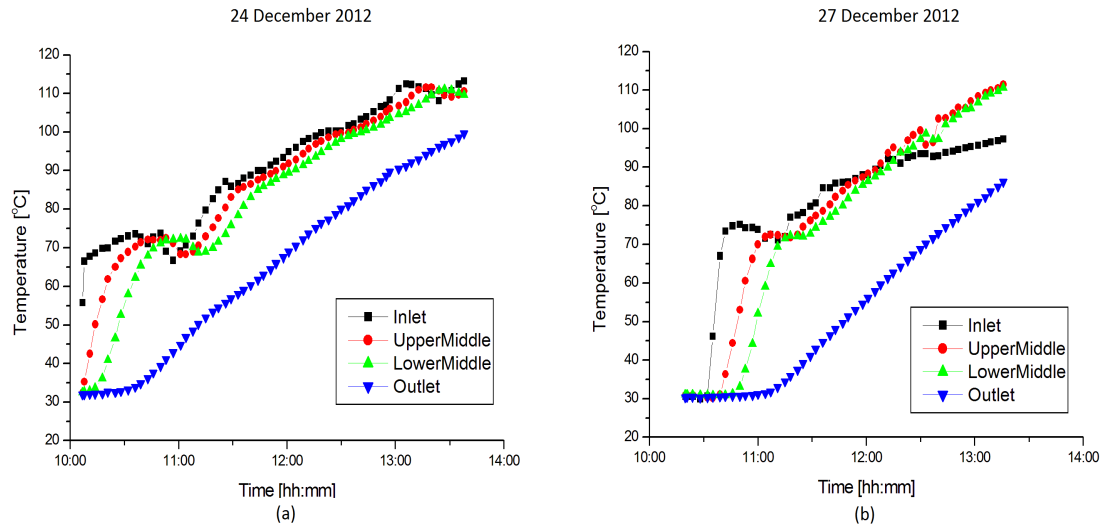 24 December 2012
120
110
100
90
80
70
60
50
40
30
20
Temperature [°C]
Inlet
UpperMiddle
LowerMiddle
Outlet
10:00 11:00 12:00 13:00 14:00
Time [hh:mm]
(a)
27 December 2012
120
110
100
90
80
70
60
50
40
30
20
Temperature [°C]
Inlet
UpperMiddle
LowerMiddle
Outlet
10:00 11:00 12:00 13:00 14:00
Time [hh:mm]
(b)